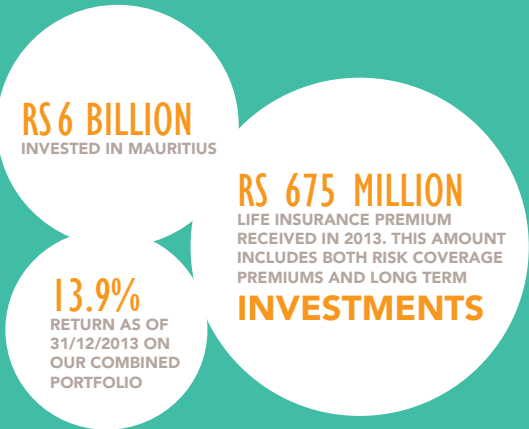 RS 6 BILLION
INVESTED IN MAURITIUS
RS 675 MILLION
LIFE INSURANCE PREMIUM
RECEIVED IN 2013. THIS AMOUNT
INCLUDES BOTH RISK COVERAGE
PREMIUMS AND LONG TERM
INVESTMENTS
13.9%
RETURN AS OF
31/12/2013 ON
OUR COMBINED
PORTFOLIO